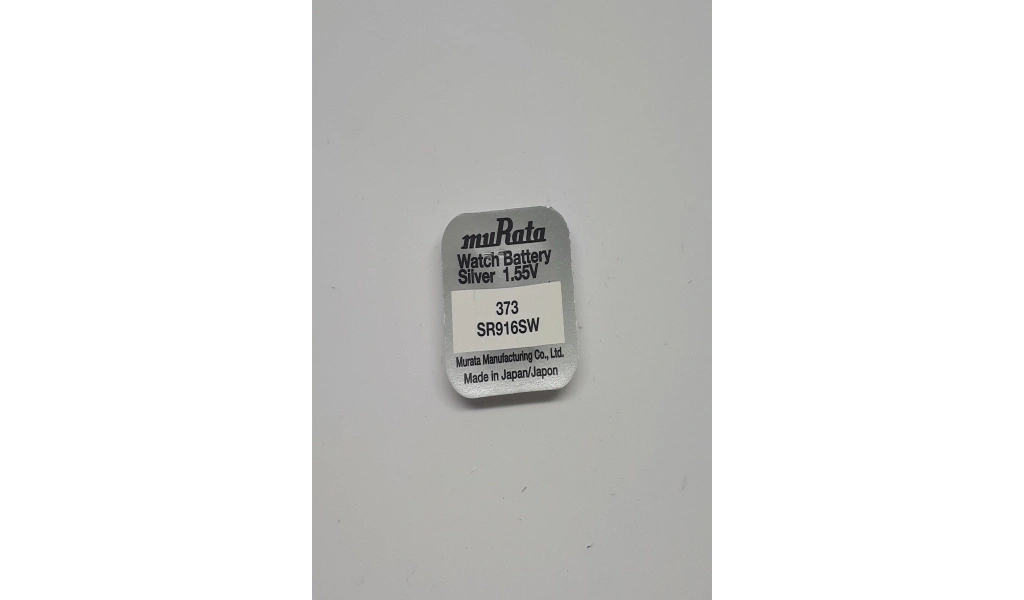 muRata
Watch Battery
Silver 1.55V
373
SR916SW
Murata Manufacturing Co., Ltd.
Made in Japan/Japon